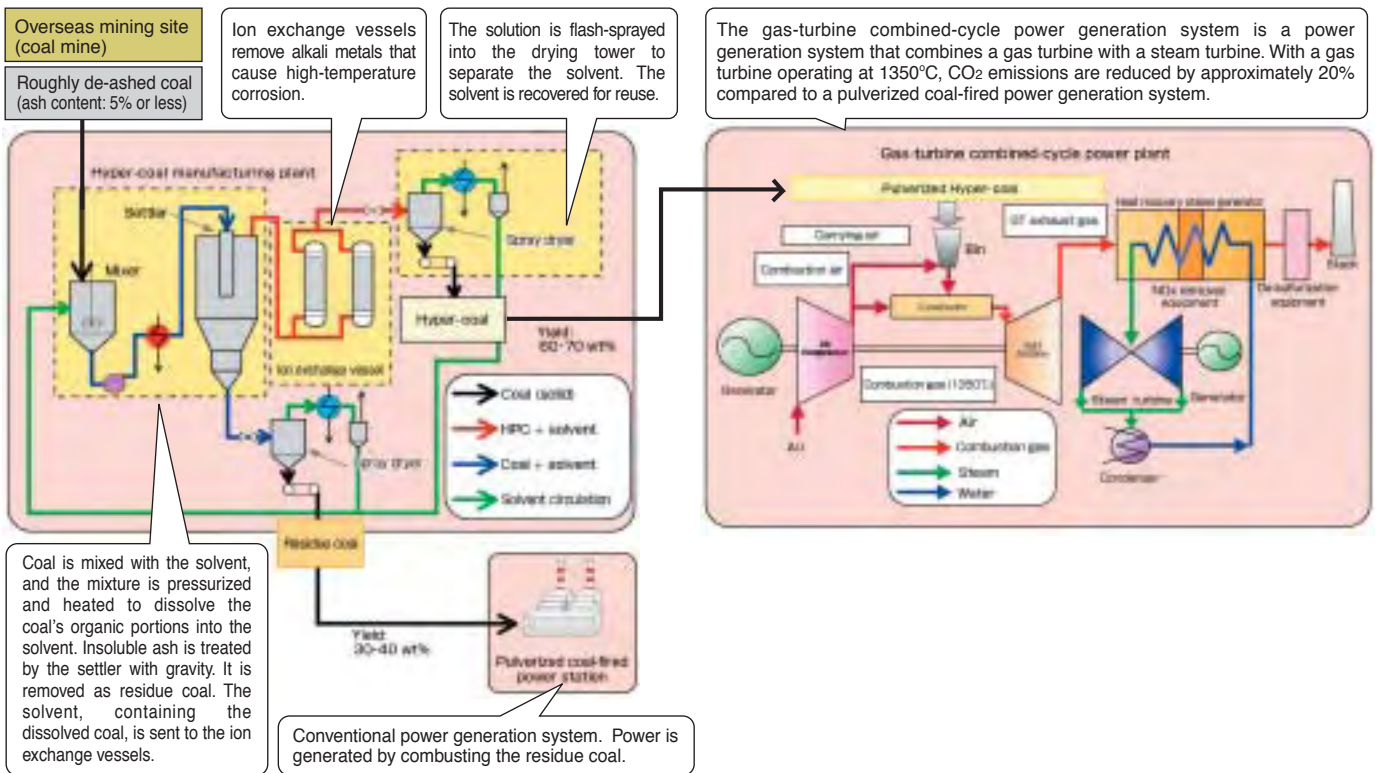 Overseas mining site
(coal mine)
Roughly de-ashed coal
(ash content: 5% or less)
Ion exchange vessels
remove alkali metals that
cause high-temperature
corrosion.
The solution is flash-sprayed
into the drying tower to
separate the solvent. The
solvent is recovered for reuse.
The gas-turbine combined-cycle power generation system is a power
generation system that combines a gas turbine with a steam turbine. With a gas
turbine operating at 1350°C, CO2 emissions are reduced by approximately 20%
compared to a pulverized coal-fired power generation system.
Hyper-coal manufacturing plant
Settler
Mixer
Spray dryer
Ion exchange vessel
Hyper-coal
Yield:
60-70 wt%
Spray dryer
Coal (solid)
HPC + solvent
Coal + solvent
Solvent circulation
Residue coal
Yield:
30-40 wt%
Pulverized coal-fired
power station
Coal is mixed with the solvent,
and the mixture is pressurized
and heated to dissolve the
coal's organic portions into the
solvent. Insoluble ash is treated
by the settler with gravity. It is
removed as residue coal. The
solvent, containing the
dissolved coal, is sent to the ion
exchange vessels.
Conventional power generation system. Power is
generated by combusting the residue coal.
Gas-turbine combined-cycle power plant
Pulverized Hyper-coal
Carrying air
Bin
GT exhaust gas
Heat recovery steam generator
Combustion air
Combustor
NOx removal
equipment
Desulfurization
equipment
Stack
Generator
Combustion gas (1350°C)
Steam turbine
Generator
Air
Condenser
Air
Combustion gas
Steam
Water